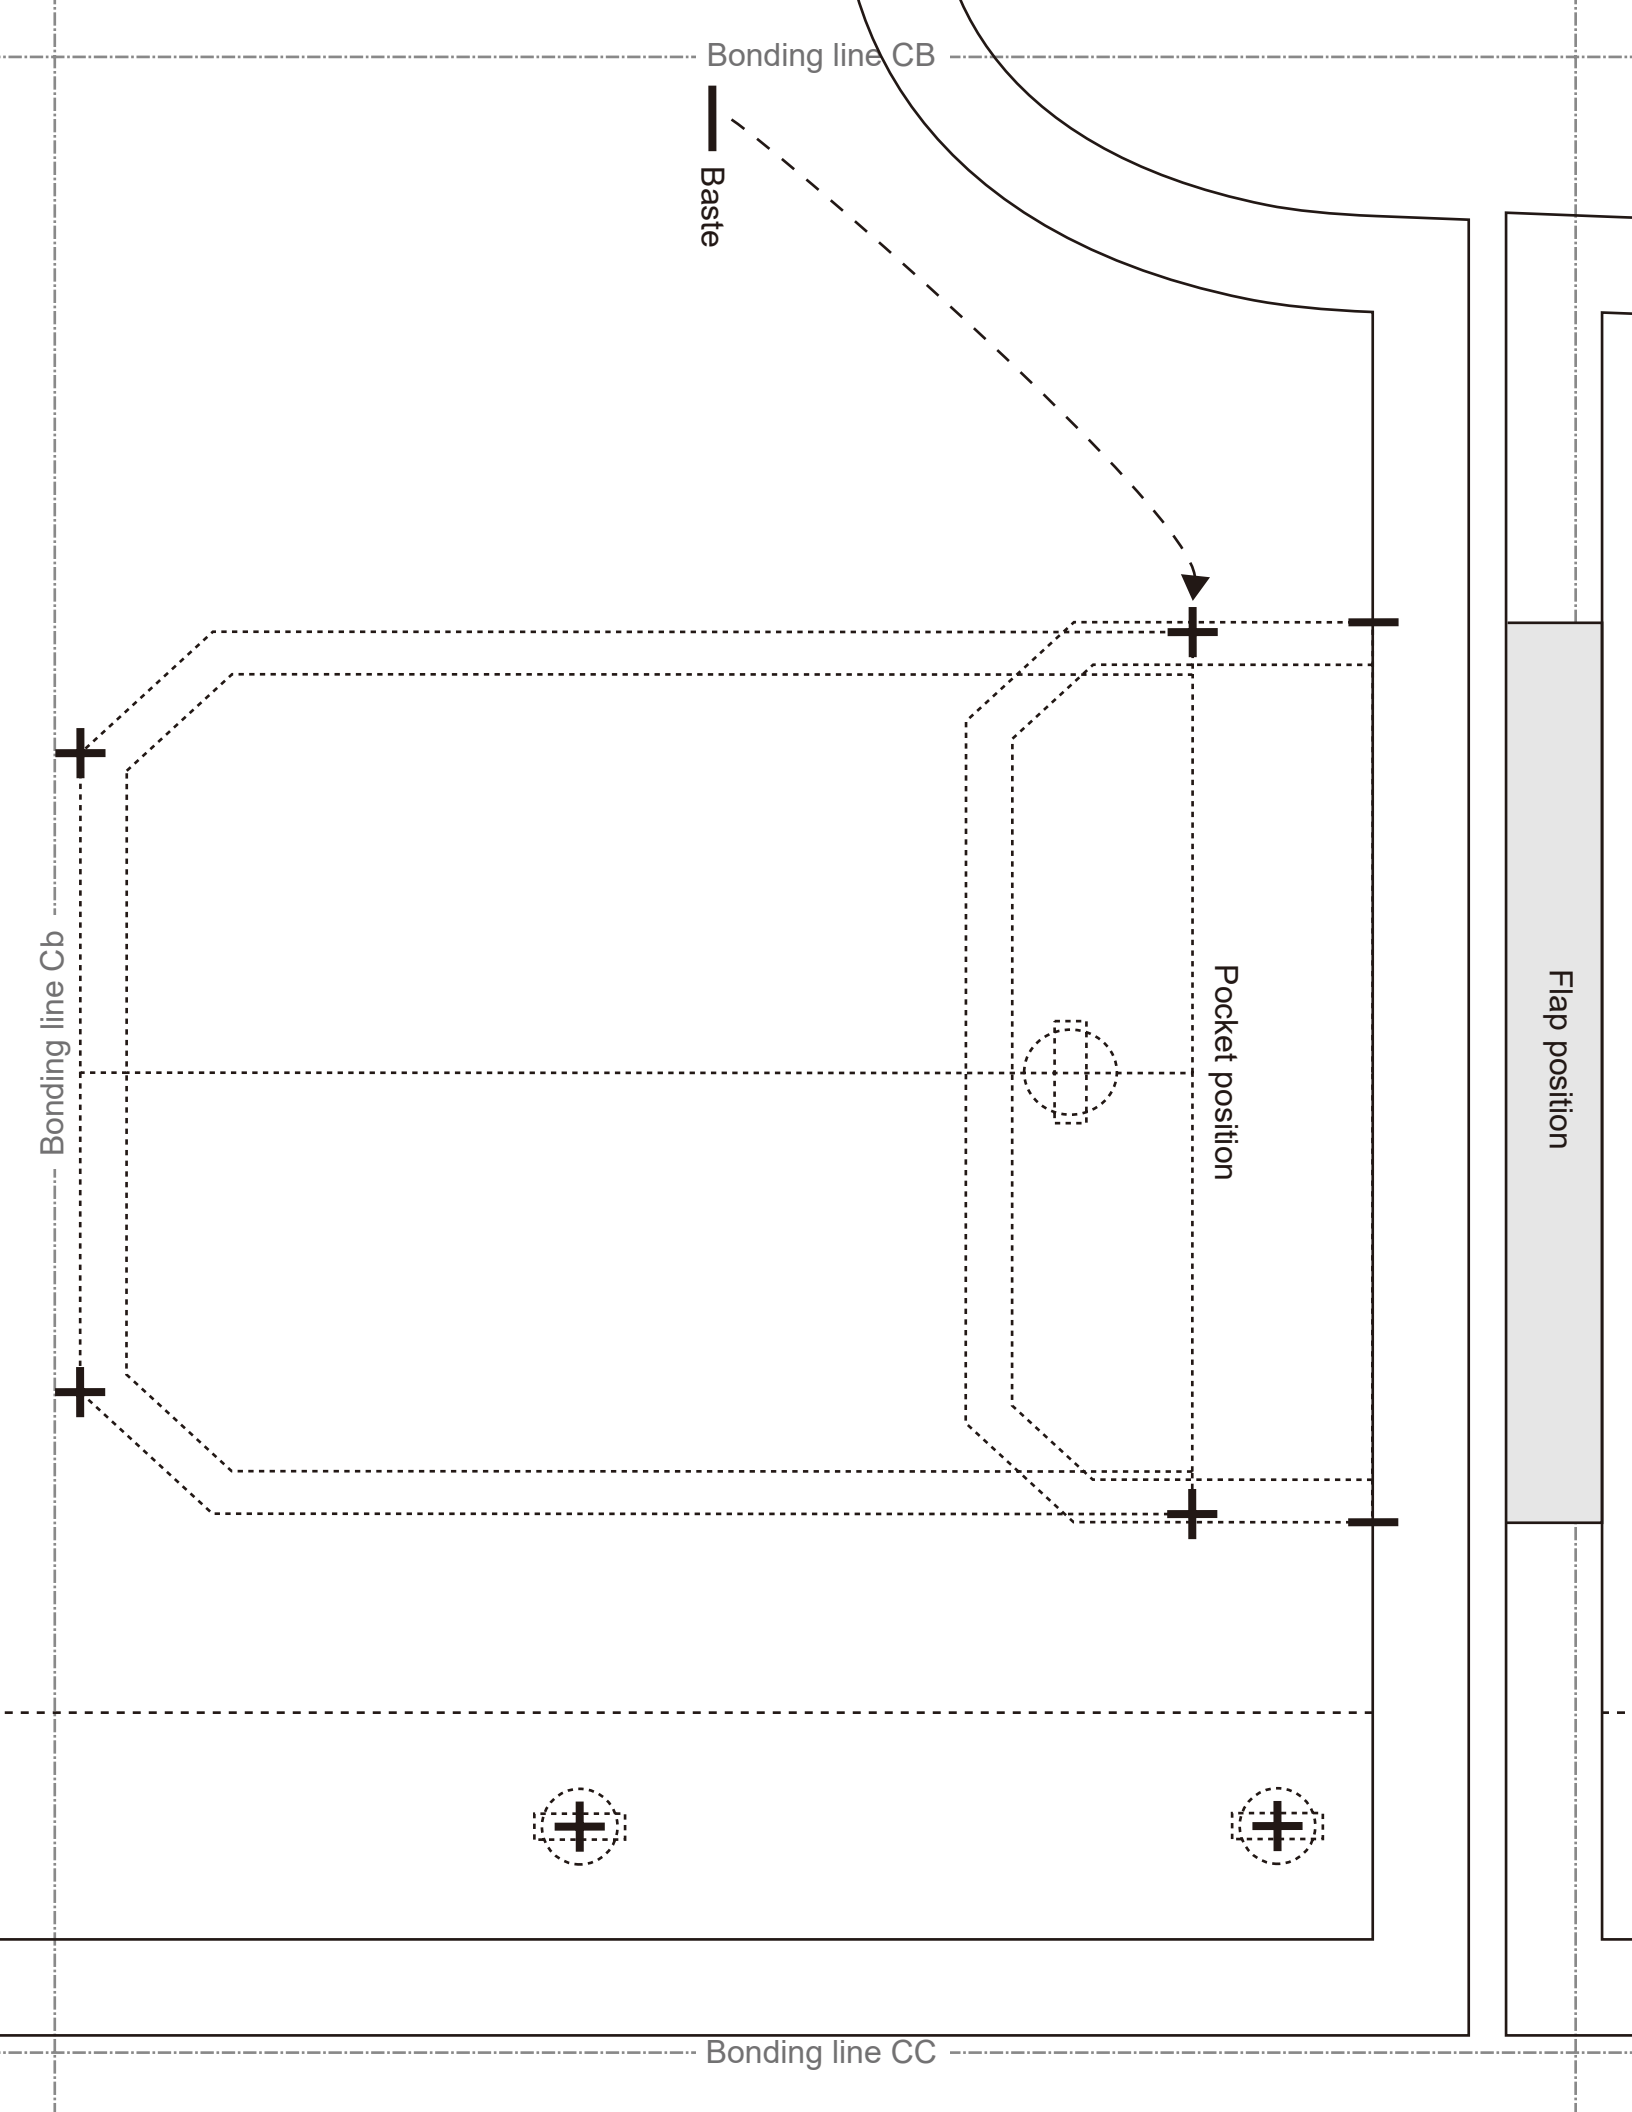 Bonding line CB
Baste
Bonding line Cb
Pocket position
Flap position
Bonding line CC